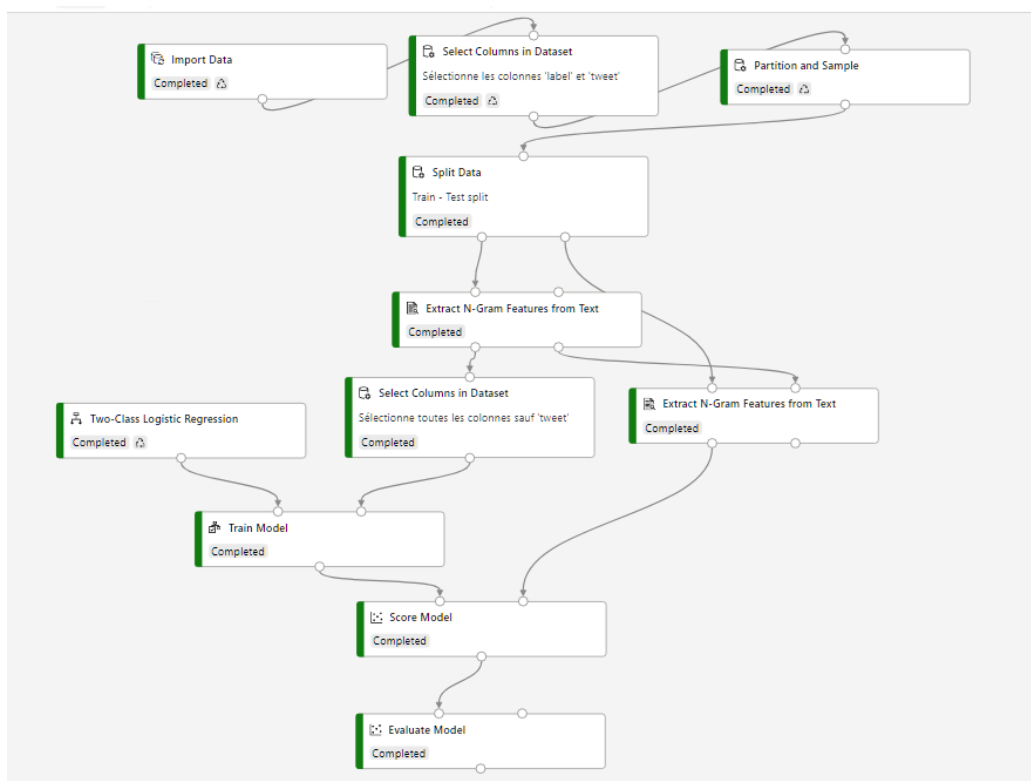 Import Data
Completed
Select Columns in Dataset
Sélectionne les colonnes 'label' et 'tweet'
Completed
Partition and Sample
Completed
Split Data
Train - Test split
Completed
Extract N-Gram Features from Text
Completed
Select Columns in Dataset
Sélectionne toutes les colonnes sauf 'tweet'
Completed
Extract N-Gram Features from Text
Completed
Two-Class Logistic Regression
Completed
Train Model
Completed
Score Model
Completed
Evaluate Model
Completed